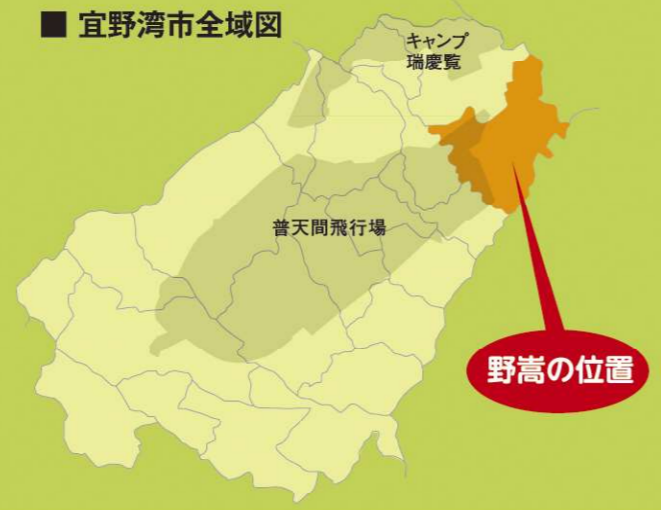 ■ 宜野湾市全域図
キャンプ
瑞慶覧
普天間飛行場
野嵩の位置